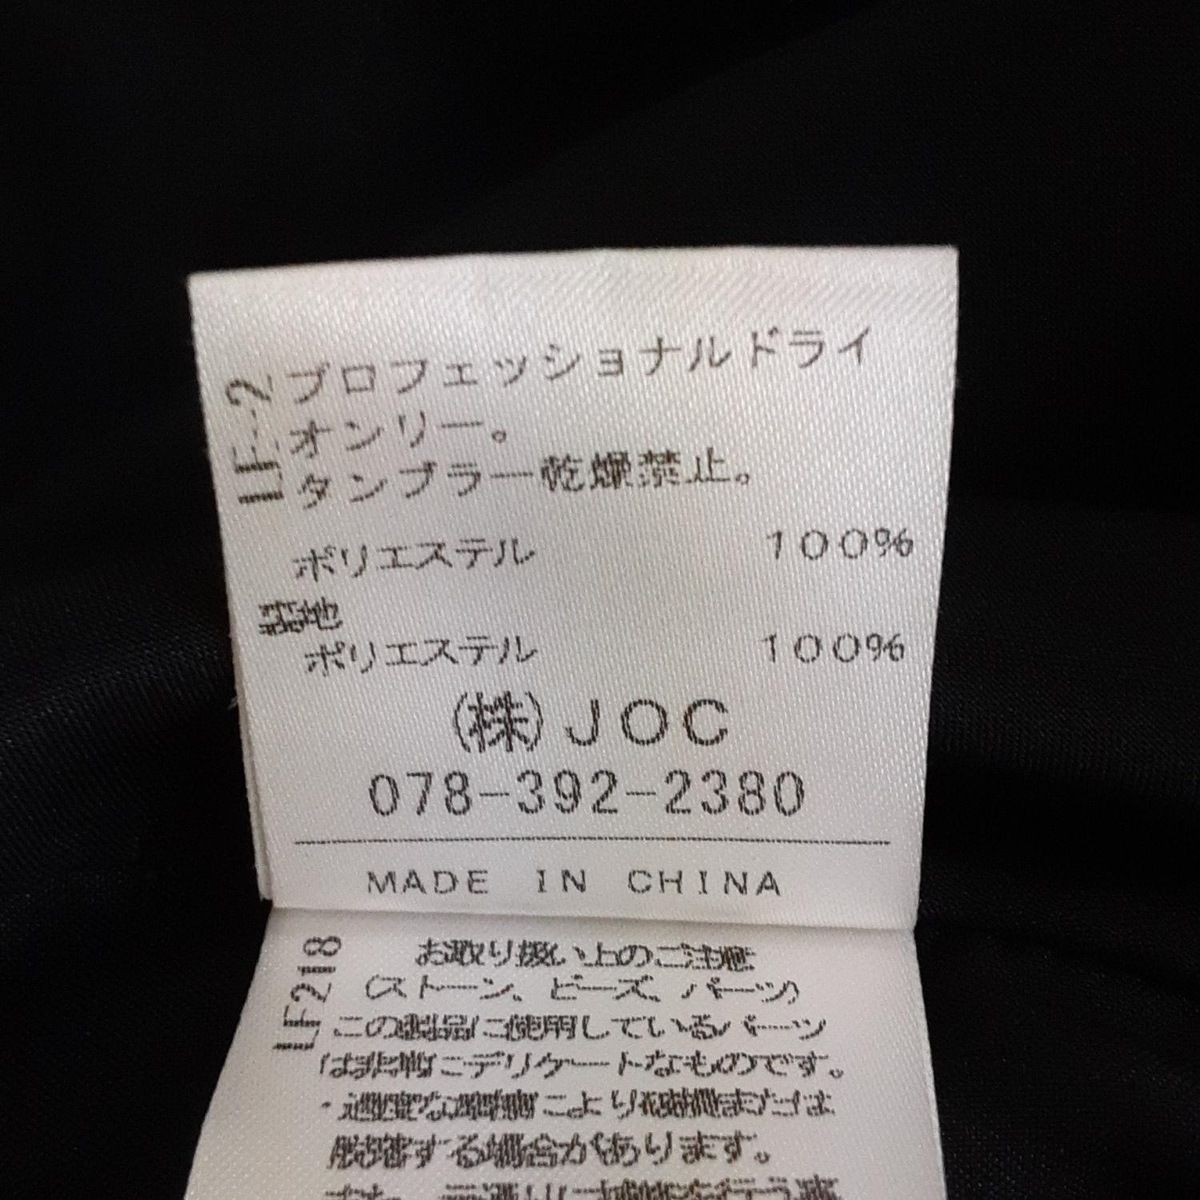 LF-2
プロフェッショナルドライ
オンリー。
タンブラー乾燥禁止。
ポリエステル 100%
裏地
ポリエステル 100%
(株)JOC
078-392-2380
MADE IN CHINA
LF218
お取り扱い上のご注意
(ストーン、ビーズ、パーツ)
この製品に使用しているパーツ
は非常にデリケートなものです。
・過度な摩擦により破損または
脱落する場合があります。